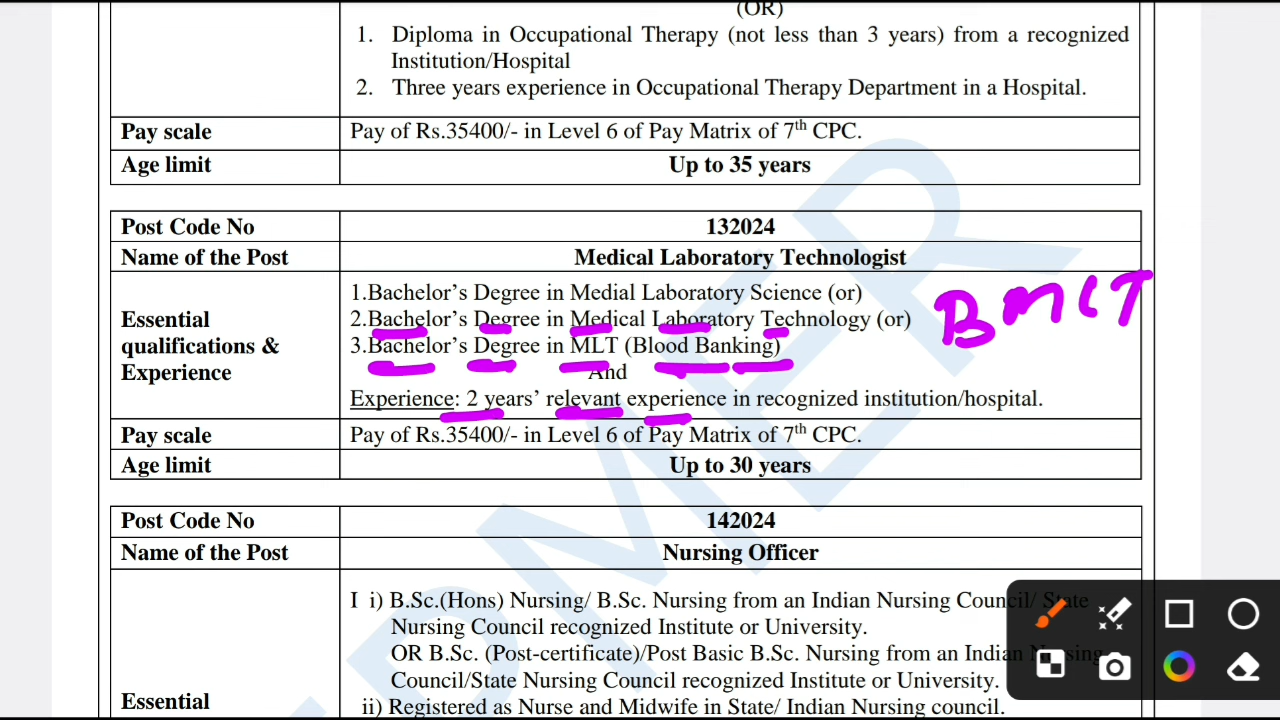 (OR)
1. Diploma in Occupational Therapy (not less than 3 years) from a recognized
Institution/Hospital
2. Three years experience in Occupational Therapy Department in a Hospital.
Pay scale Pay of Rs.35400/- in Level 6 of Pay Matrix of 7th CPC.
Age limit Up to 35 years
Post Code No 132024
Name of the Post Medical Laboratory Technologist
Essential
qualifications &
Experience
1.Bachelor's Degree in Medial Laboratory Science (or)
2.Bachelor's Degree in Medical Laboratory Technology (or)
3.Bachelor's Degree in MLT (Blood Banking)
And
Experience: 2 years' relevant experience in recognized institution/hospital.
BMLT
Pay scale Pay of Rs.35400/- in Level 6 of Pay Matrix of 7th CPC.
Age limit Up to 30 years
Post Code No 142024
Name of the Post Nursing Officer
Essential
I i) B.Sc.(Hons) Nursing/ B.Sc. Nursing from an Indian Nursing Council/ State
Nursing Council recognized Institute or University.
OR B.Sc. (Post-certificate)/Post Basic B.Sc. Nursing from an Indian Nursing
Council/State Nursing Council recognized Institute or University.
ii) Registered as Nurse and Midwife in State/ Indian Nursing council.